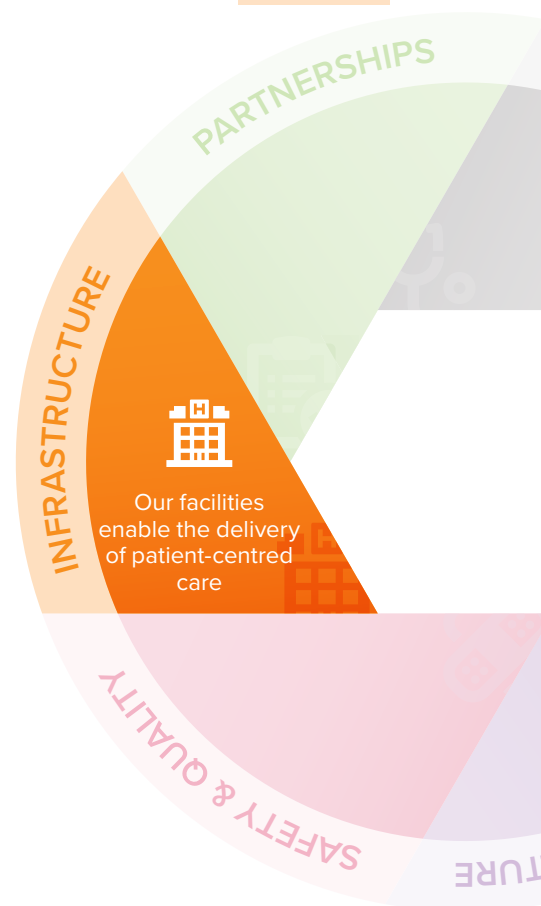 PARTNERSHIPS
INFRASTRUCTURE
H
Our facilities
enable the delivery
of patient-centred
care
H
SAFETY & QUALITY